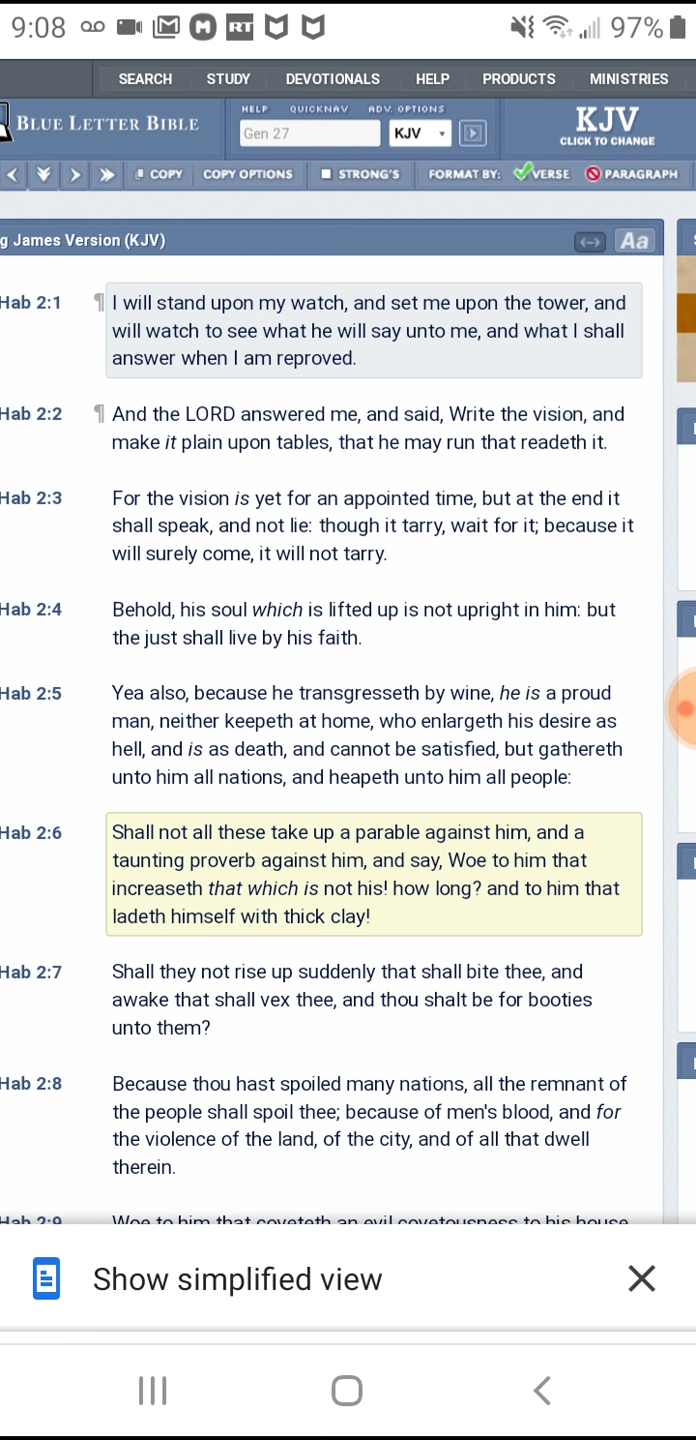 9:08 RT 97%
SEARCH STUDY DEVOTIONALS HELP PRODUCTS MINISTRIES
HELP QUICKNAV ADV. OPTIONS
BLUE LETTER BIBLE Gen 27 KJV KJV
CLICK TO CHANGE
COPY COPY OPTIONS STRONG'S FORMAT BY: VERSE PARAGRAPH
g James Version (KJV) Aa
Hab 2:1 ¶ I will stand upon my watch, and set me upon the tower, and
will watch to see what he will say unto me, and what I shall
answer when I am reproved.
Hab 2:2 ¶ And the LORD answered me, and said, Write the vision, and
make it plain upon tables, that he may run that readeth it.
Hab 2:3 For the vision is yet for an appointed time, but at the end it
shall speak, and not lie: though it tarry, wait for it; because it
will surely come, it will not tarry.
Hab 2:4 Behold, his soul which is lifted up is not upright in him: but
the just shall live by his faith.
Hab 2:5 Yea also, because he transgresseth by wine, he is a proud
man, neither keepeth at home, who enlargeth his desire as
hell, and is as death, and cannot be satisfied, but gathereth
unto him all nations, and heapeth unto him all people:
Hab 2:6 Shall not all these take up a parable against him, and a
taunting proverb against him, and say, Woe to him that
increaseth that which is not his! how long? and to him that
ladeth himself with thick clay!
Hab 2:7 Shall they not rise up suddenly that shall bite thee, and
awake that shall vex thee, and thou shalt be for booties
unto them?
Hab 2:8 Because thou hast spoiled many nations, all the remnant of
the people shall spoil thee; because of men's blood, and for
the violence of the land, of the city, and of all that dwell
therein.
Hab 2:9 Woe to him that coveteth an evil covetousness to his house,
Show simplified view